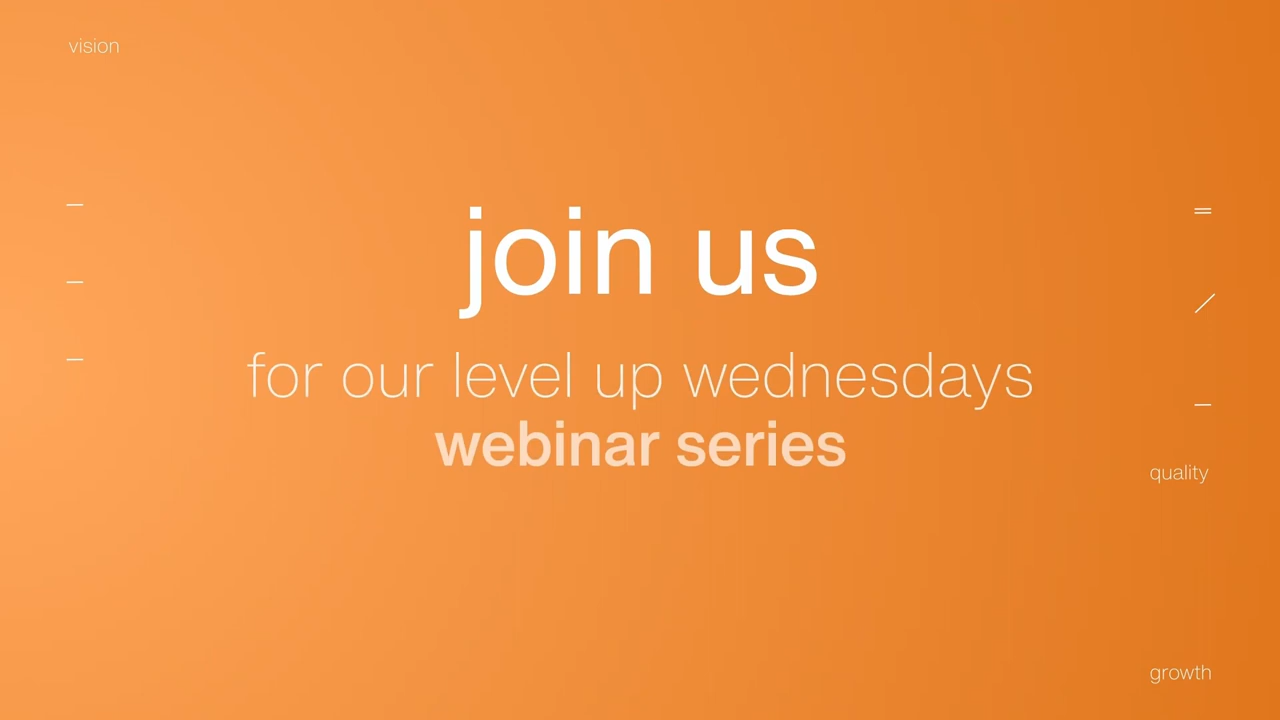 vision
join us
for our level up wednesdays
webinar series
quality
growth